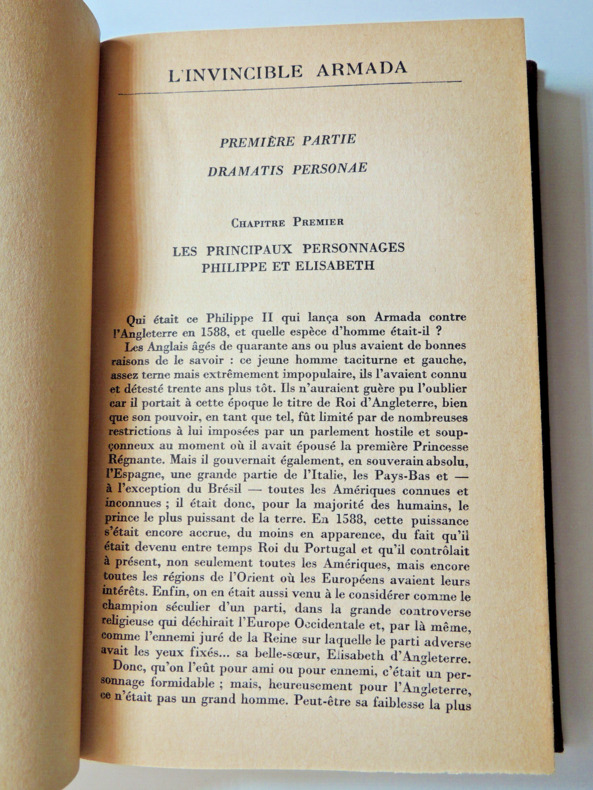 L'INVINCIBLE ARMADA
PREMIÈRE PARTIE
DRAMATIS PERSONAE
CHAPITRE PREMIER
LES PRINCIPAUX PERSONNAGES
PHILIPPE ET ELISABETH
Qui était ce Philippe II qui lança son Armada contre
l'Angleterre en 1588, et quelle espèce d'homme était-il ?
Les Anglais âgés de quarante ans ou plus avaient de bonnes
raisons de le savoir : ce jeune homme taciturne et gauche,
assez terne mais extrêmement impopulaire, ils l'avaient connu
et détesté trente ans plus tôt. Ils n'auraient guère pu l'oublier
car il portait à cette époque le titre de Roi d'Angleterre, bien
que son pouvoir, en tant que tel, fût limité par de nombreuses
restrictions à lui imposées par un parlement hostile et soup-
çonneux au moment où il avait épousé la première Princesse
Régnante. Mais il gouvernait également, en souverain absolu,
l'Espagne, une grande partie de l'Italie, les Pays-Bas et —
à l'exception du Brésil — toutes les Amériques connues et
inconnues ; il était donc, pour la majorité des humains, le
prince le plus puissant de la terre. En 1588, cette puissance
s'était encore accrue, du moins en apparence, du fait qu'il
était devenu entre temps Roi du Portugal et qu'il contrôlait
à présent, non seulement toutes les Amériques, mais encore
toutes les régions de l'Orient où les Européens avaient leurs
intérêts. Enfin, on en était aussi venu à le considérer comme le
champion séculier d'un parti, dans la grande controverse
religieuse qui déchirait l'Europe Occidentale et, par là même,
comme l'ennemi juré de la Reine sur laquelle le parti adverse
avait les yeux fixés... sa belle-sœur, Elisabeth d'Angleterre.
Donc, qu'on l'eût pour ami ou pour ennemi, c'était un per-
sonnage formidable ; mais, heureusement pour l'Angleterre,
ce n'était pas un grand homme. Peut-être sa faiblesse la plus